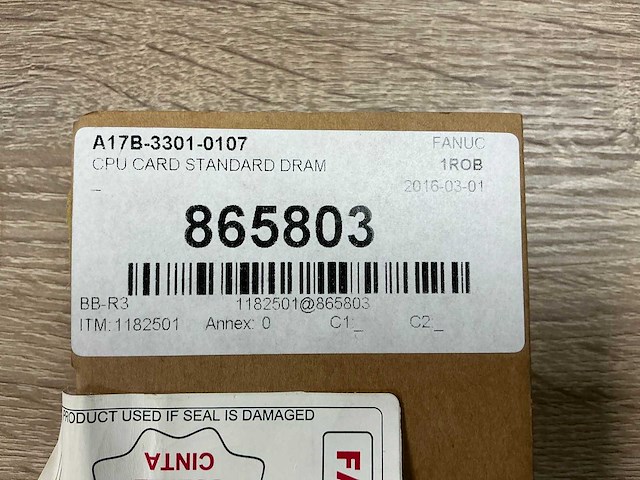 A17B-3301-0107 FANUC
CPU CARD STANDARD DRAM 1ROB
_ 2016-03-01
865803
BB-R3 1182501@865803
ITM:1182501 Annex: 0 C1:_ C2:_
PRODUCT USED IF SEAL IS DAMAGED
CINTA
FA